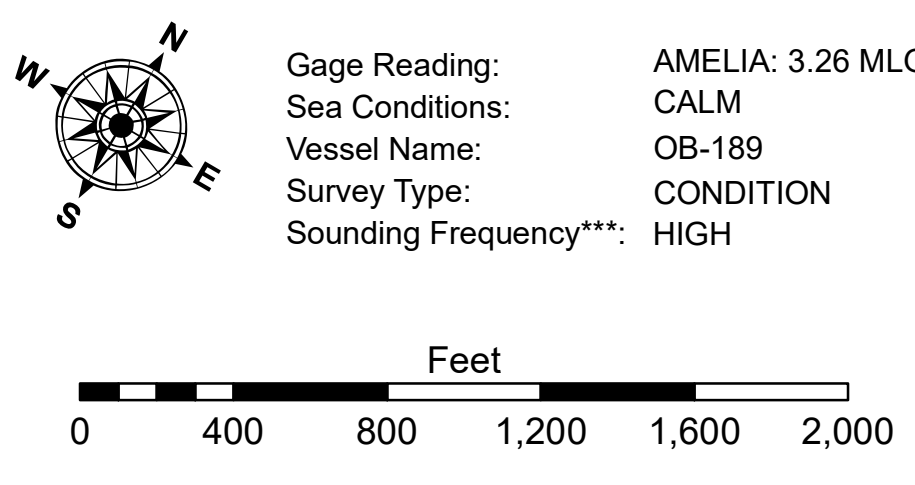 N
W
E
S
Gage Reading: AMELIA: 3.26 MLG
Sea Conditions: CALM
Vessel Name: OB-189
Survey Type: CONDITION
Sounding Frequency***: HIGH
Feet
0 400 800 1,200 1,600 2,000